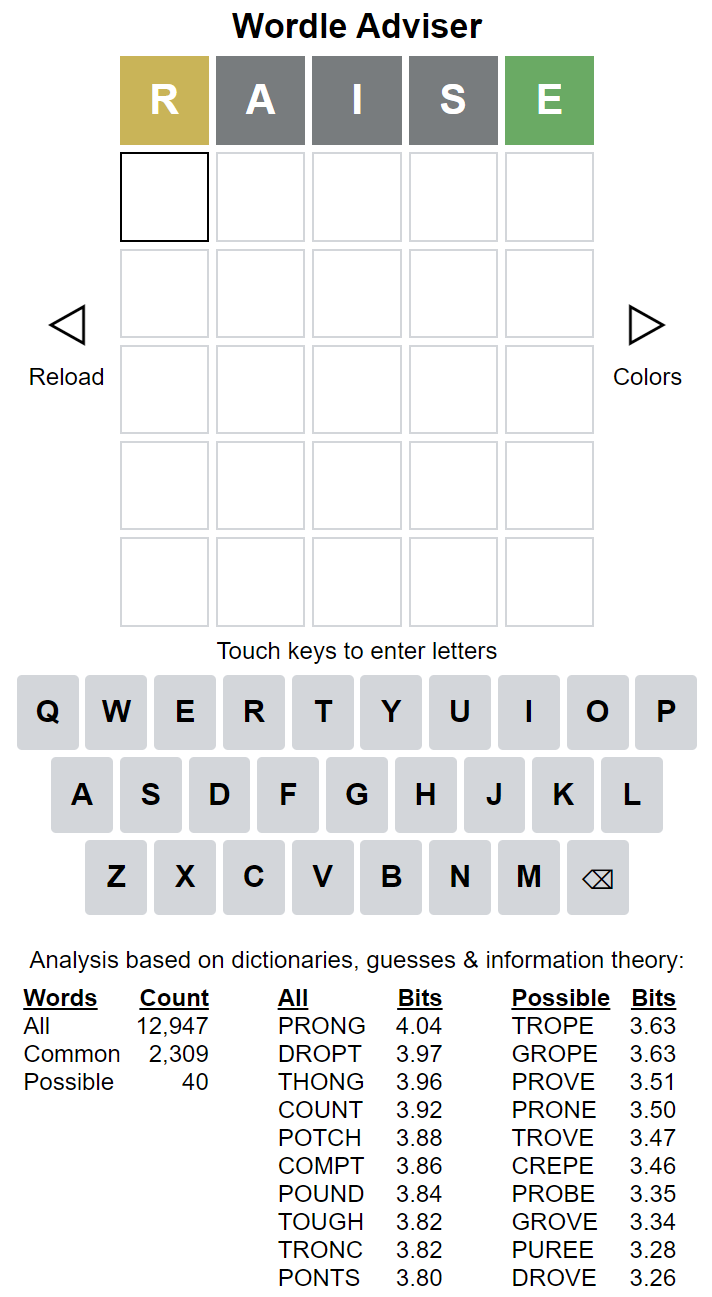 Wordle Adviser
R A I S E
Reload
Colors
Touch keys to enter letters
Q W E R T Y U I O P
A S D F G H J K L
Z X C V B N M ⌫
Analysis based on dictionaries, guesses & information theory:
Words Count All Bits Possible Bits
All 12,947 PRONG 4.04 TROPE 3.63
Common 2,309 DROPT 3.97 GROPE 3.63
Possible 40 THONG 3.96 PROVE 3.51
COUNT 3.92 PRONE 3.50
POTCH 3.88 TROVE 3.47
COMPT 3.86 CREPE 3.46
POUND 3.84 PROBE 3.35
TOUGH 3.82 GROVE 3.34
TRONC 3.82 PUREE 3.28
PONTS 3.80 DROVE 3.26